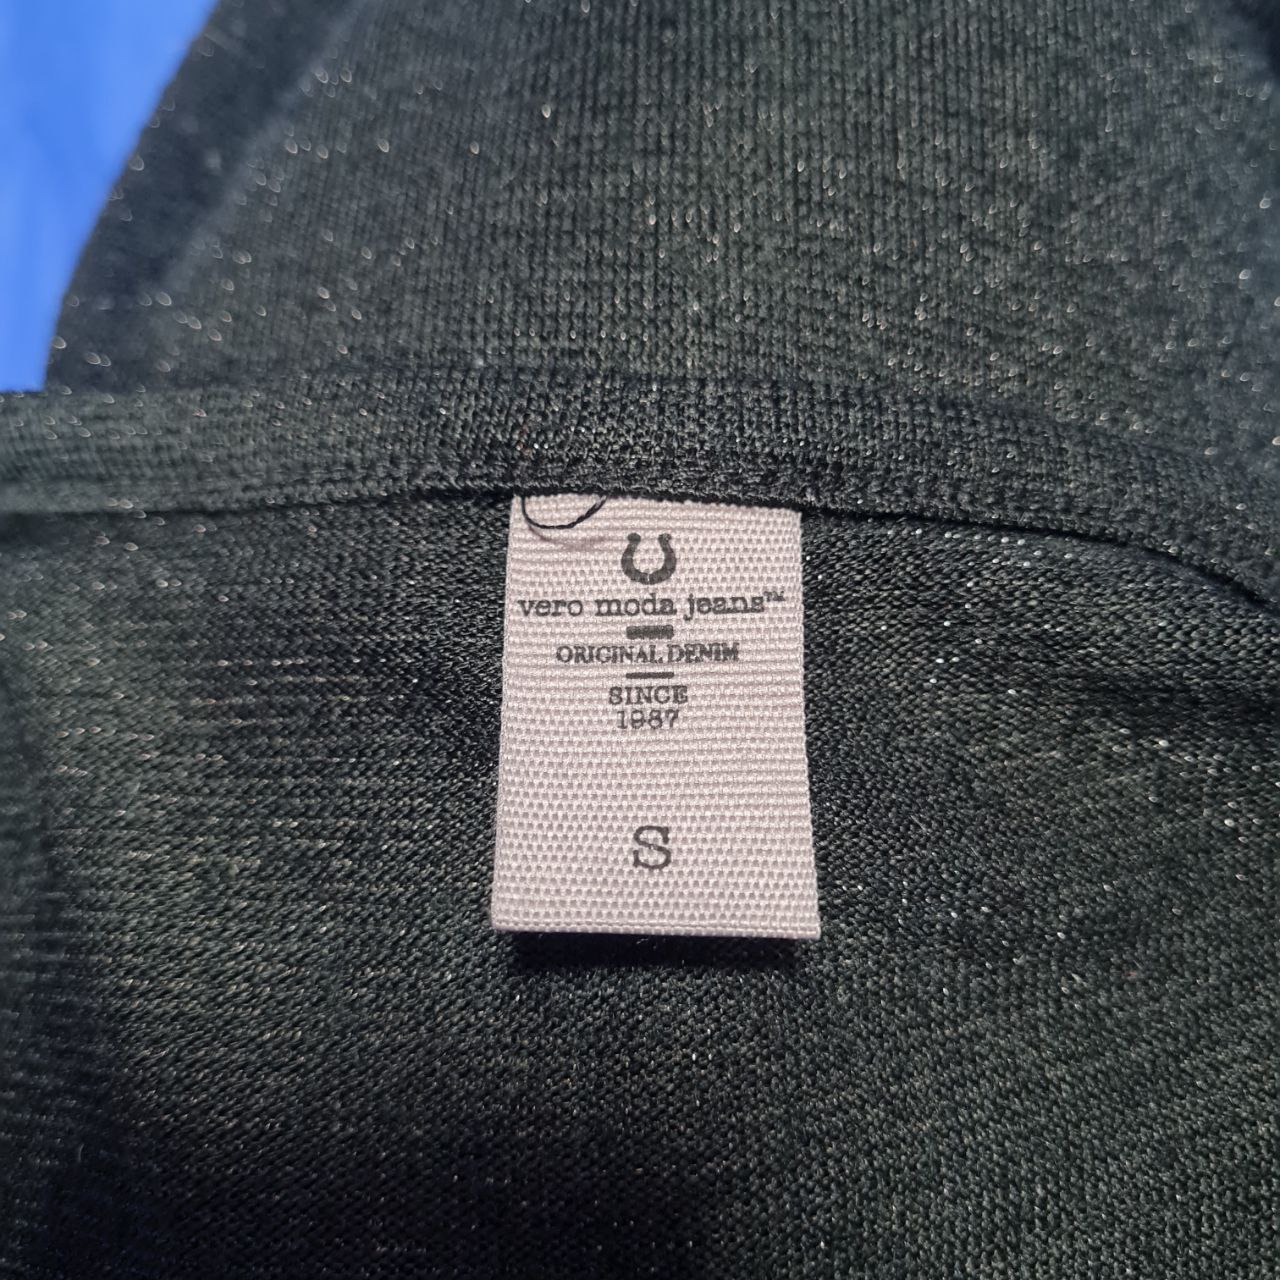 vero moda jeans™
ORIGINAL DENIM
SINCE
1987
S